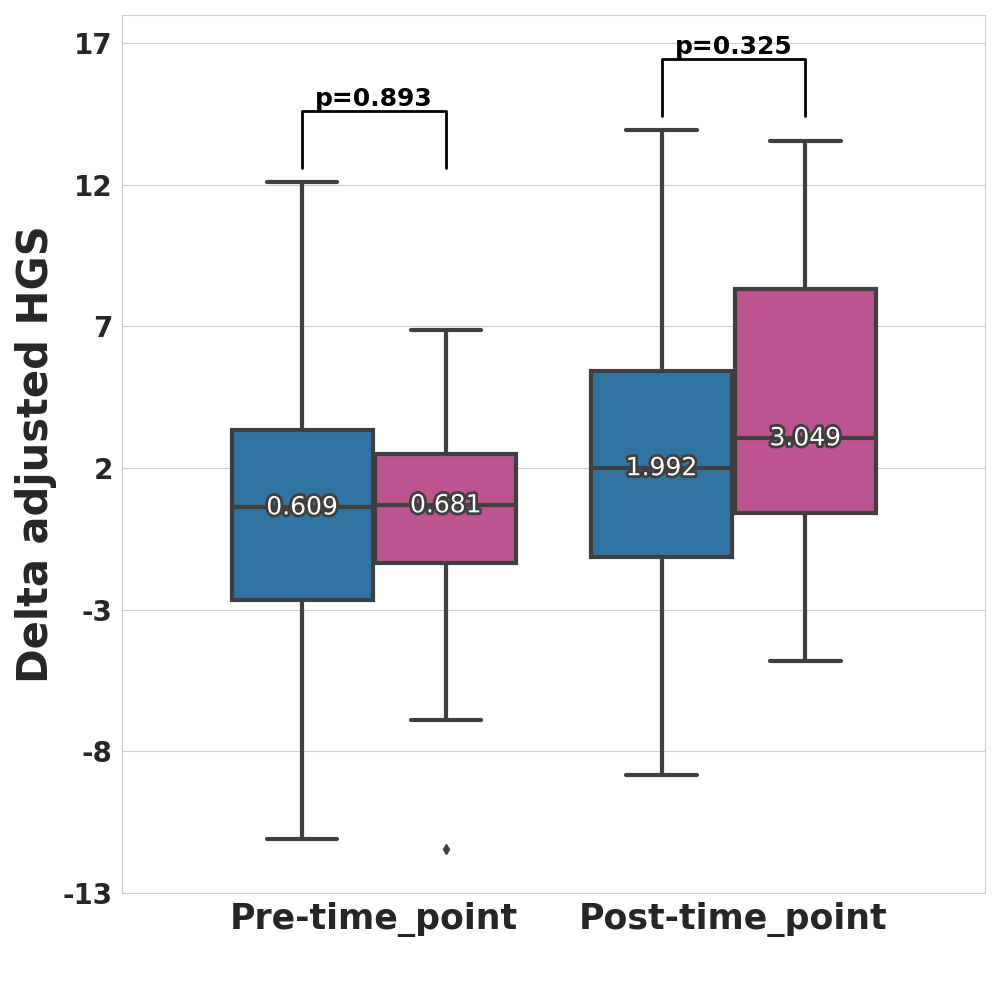 Delta adjusted HGS
17
12
7
2
-3
-8
-13
p=0.893
p=0.325
0.609
0.681
1.992
3.049
Pre-time_point
Post-time_point